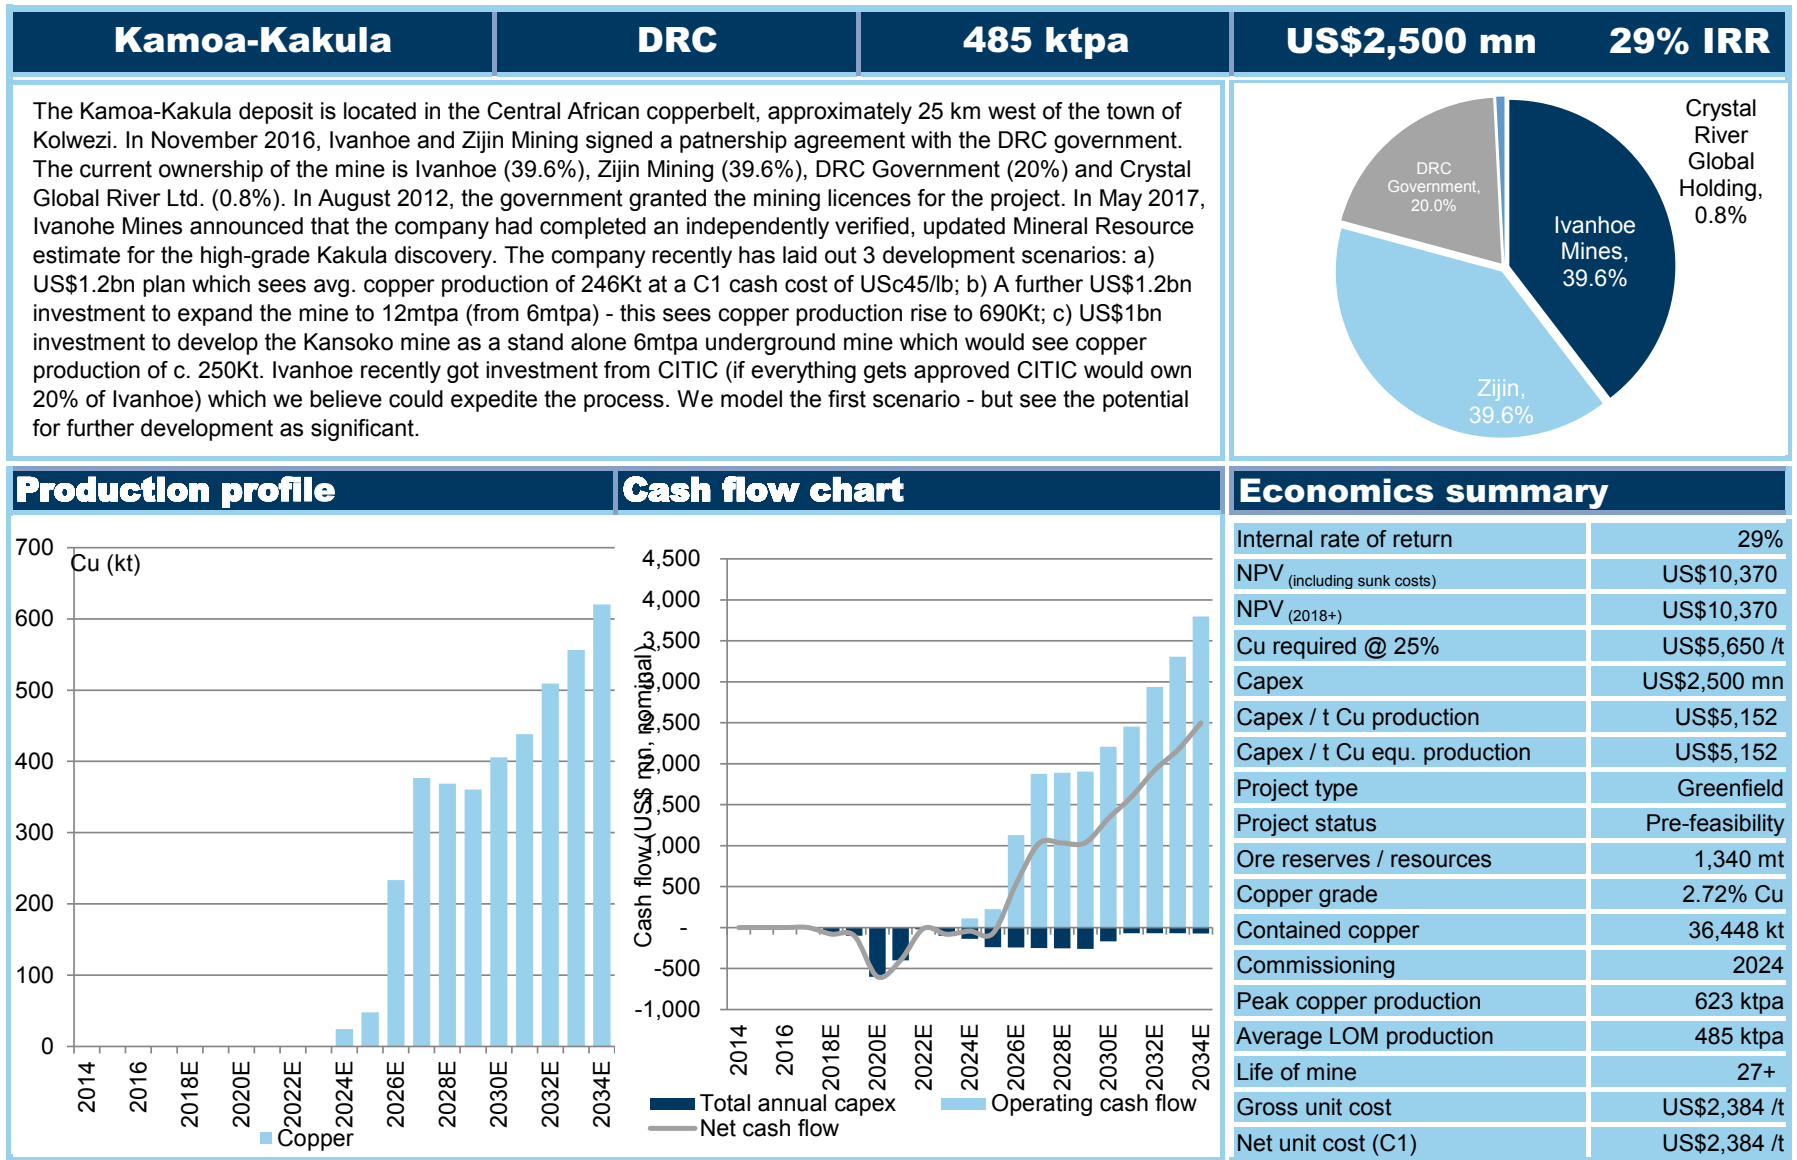 Kamoa-Kakula DRC 485 ktpa US$2,500 mn 29% IRR
The Kamoa-Kakula deposit is located in the Central African copperbelt, approximately 25 km west of the town of
Kolwezi. In November 2016, Ivanhoe and Zijin Mining signed a patnership agreement with the DRC government.
The current ownership of the mine is Ivanhoe (39.6%), Zijin Mining (39.6%), DRC Government (20%) and Crystal
Global River Ltd. (0.8%). In August 2012, the government granted the mining licences for the project. In May 2017,
Ivanohe Mines announced that the company had completed an independently verified, updated Mineral Resource
estimate for the high-grade Kakula discovery. The company recently has laid out 3 development scenarios: a)
US$1.2bn plan which sees avg. copper production of 246Kt at a C1 cash cost of USc45/lb; b) A further US$1.2bn
investment to expand the mine to 12mtpa (from 6mtpa) - this sees copper production rise to 690Kt; c) US$1bn
investment to develop the Kansoko mine as a stand alone 6mtpa underground mine which would see copper
production of c. 250Kt. Ivanhoe recently got investment from CITIC (if everything gets approved CITIC would own
20% of Ivanhoe) which we believe could expedite the process. We model the first scenario - but see the potential
for further development as significant.
Crystal
River
Global
Holding,
0.8%
DRC
Government,
20.0%
Ivanhoe
Mines,
39.6%
Zijin,
39.6%
Production profile
700
Cu (kt)
600
500
400
300
200
100
0
2014
2016
2018E
2020E
2022E
2024E
2026E
2028E
2030E
2032E
2034E
Copper
Cash flow chart
Cash flow (US$ mn, nominal)
4,500
4,000
3,500
3,000
2,500
2,000
1,500
1,000
500
-
-500
-1,000
2014
2016
2018E
2020E
2022E
2024E
2026E
2028E
2030E
2032E
2034E
Total annual capex
Operating cash flow
Net cash flow
Economics summary
Internal rate of return 29%
NPV (including sunk costs) US$10,370
NPV (2018+) US$10,370
Cu required @ 25% US$5,650 /t
Capex US$2,500 mn
Capex / t Cu production US$5,152
Capex / t Cu equ. production US$5,152
Project type Greenfield
Project status Pre-feasibility
Ore reserves / resources 1,340 mt
Copper grade 2.72% Cu
Contained copper 36,448 kt
Commissioning 2024
Peak copper production 623 ktpa
Average LOM production 485 ktpa
Life of mine 27+
Gross unit cost US$2,384 /t
Net unit cost (C1) US$2,384 /t